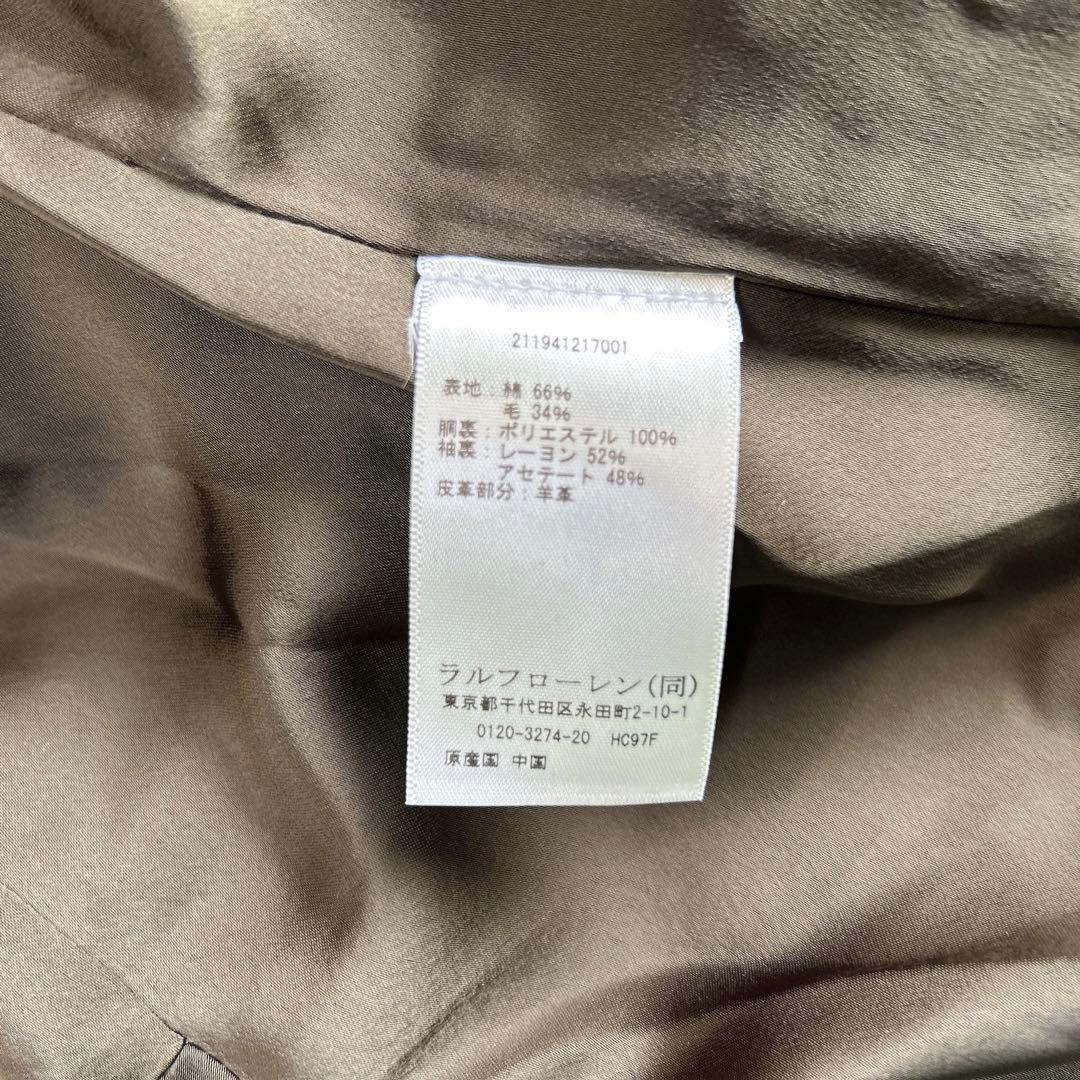 211941217001
表地：綿 66%
毛 34%
胴裏：ポリエステル 100%
袖裏：レーヨン 52%
アセテート 48%
皮革部分：羊革
ラルフローレン(同)
東京都千代田区永田町2-10-1
0120-3274-20 HC97F
原産国 中国